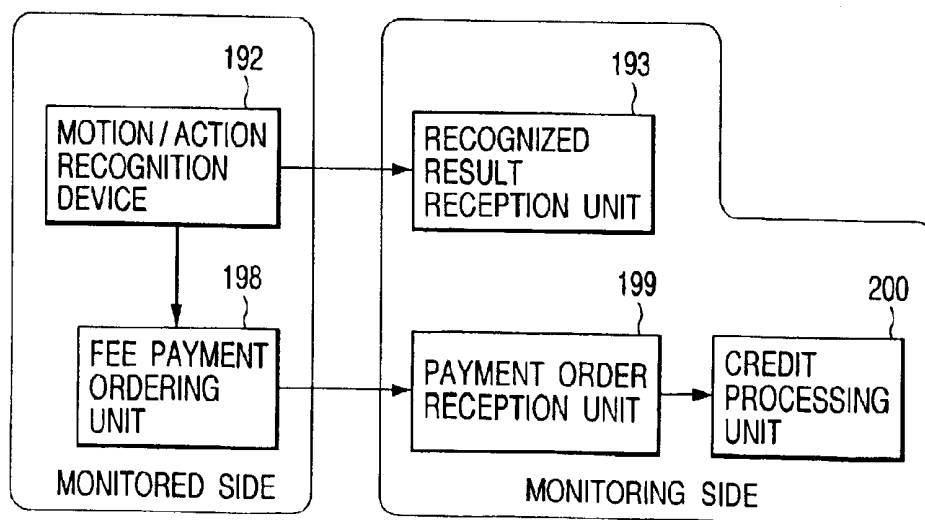 192
MOTION/ACTION
RECOGNITION
DEVICE
193
RECOGNIZED
RESULT
RECEPTION UNIT
198
FEE PAYMENT
ORDERING
UNIT
199
PAYMENT ORDER
RECEPTION UNIT
200
CREDIT
PROCESSING
UNIT
MONITORED SIDE
MONITORING SIDE